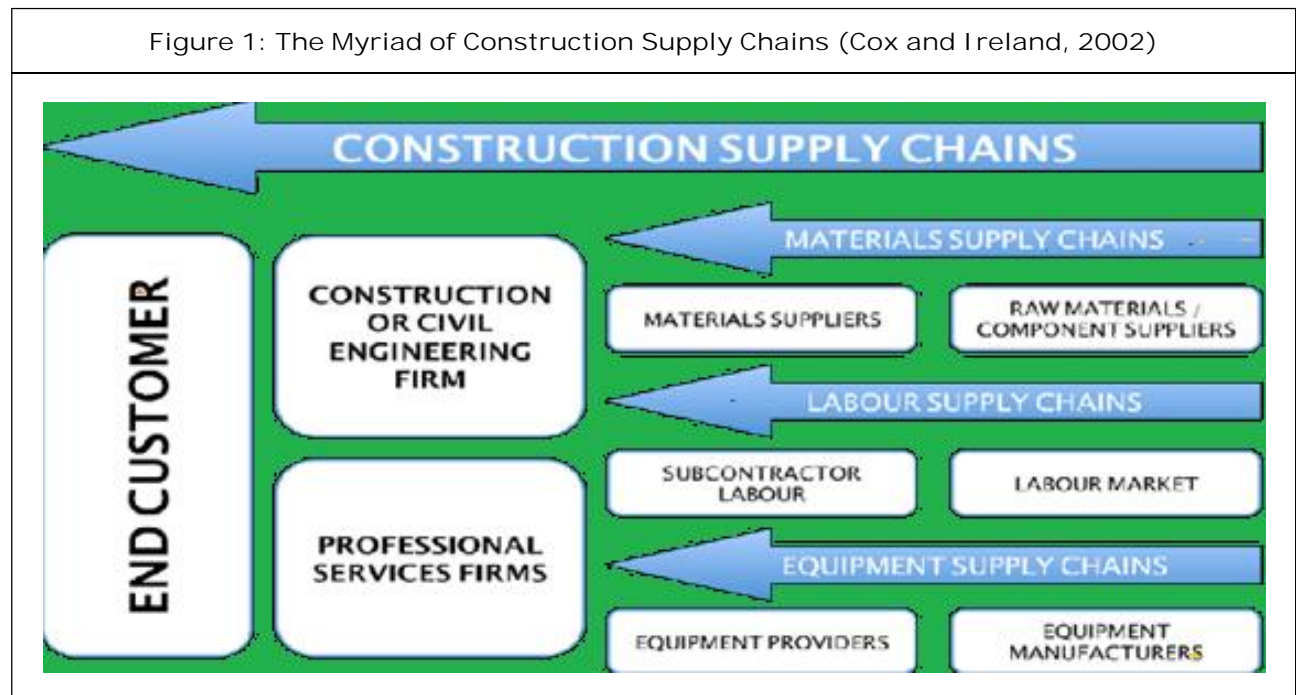 Figure 1: The Myriad of Construction Supply Chains (Cox and Ireland, 2002)
CONSTRUCTION SUPPLY CHAINS
END CUSTOMER
CONSTRUCTION
OR CIVIL
ENGINEERING
FIRM
PROFESSIONAL
SERVICES FIRMS
MATERIALS SUPPLY CHAINS
MATERIALS SUPPLIERS
RAW MATERIALS /
COMPONENT SUPPLIERS
LABOUR SUPPLY CHAINS
SUBCONTRACTOR
LABOUR
LABOUR MARKET
EQUIPMENT SUPPLY CHAINS
EQUIPMENT PROVIDERS
EQUIPMENT
MANUFACTURERS